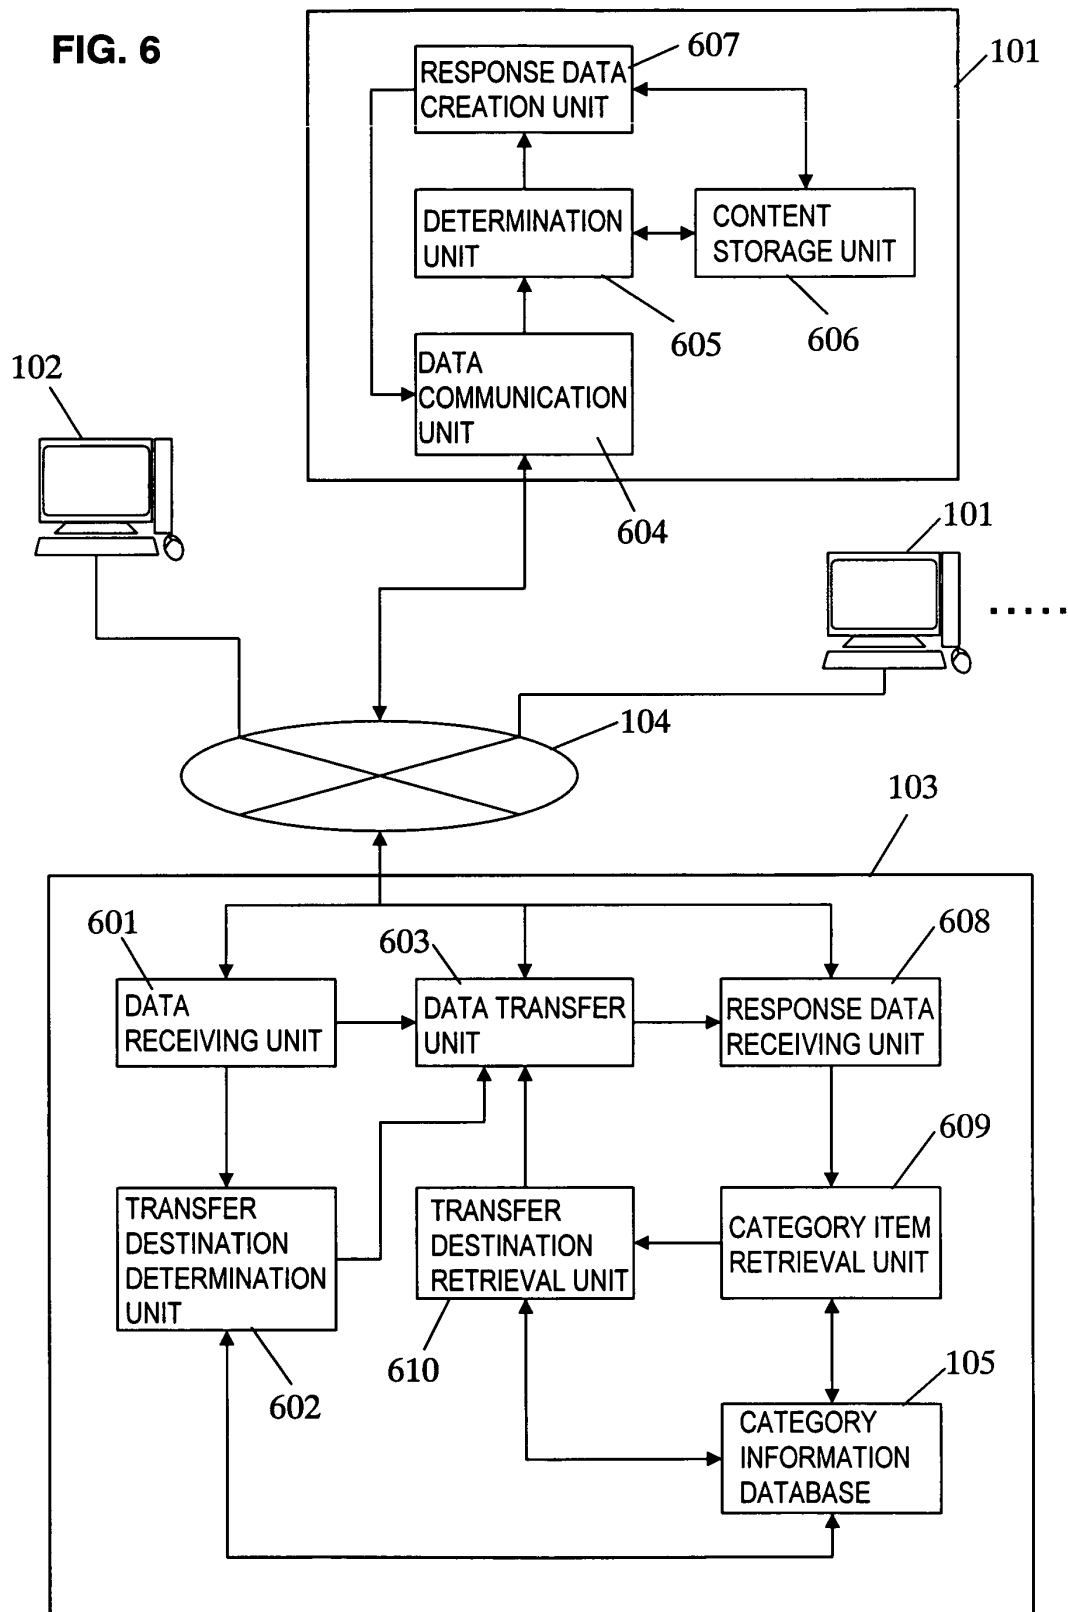 FIG. 6
607
101
RESPONSE DATA
CREATION UNIT
DETERMINATION
UNIT
CONTENT
STORAGE UNIT
605
606
DATA
COMMUNICATION
UNIT
102
604
101
.....
104
103
601
603
608
DATA
RECEIVING UNIT
DATA TRANSFER
UNIT
RESPONSE DATA
RECEIVING UNIT
609
TRANSFER
DESTINATION
DETERMINATION
UNIT
TRANSFER
DESTINATION
RETRIEVAL UNIT
CATEGORY ITEM
RETRIEVAL UNIT
602
610
105
CATEGORY
INFORMATION
DATABASE